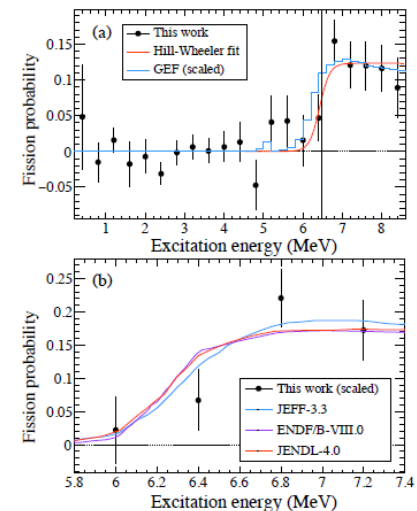 (a)
This work
Hill-Wheeler fit
GEF (scaled)
Fission probability
0.15
0.1
0.05
0
−0.05
1 2 3 4 5 6 7 8
Excitation energy (MeV)
(b)
Fission probability
0.25
0.2
0.15
0.1
0.05
0
This work (scaled)
JEFF-3.3
ENDF/B-VIII.0
JENDL-4.0
5.8 6 6.2 6.4 6.6 6.8 7 7.2 7.4
Excitation energy (MeV)